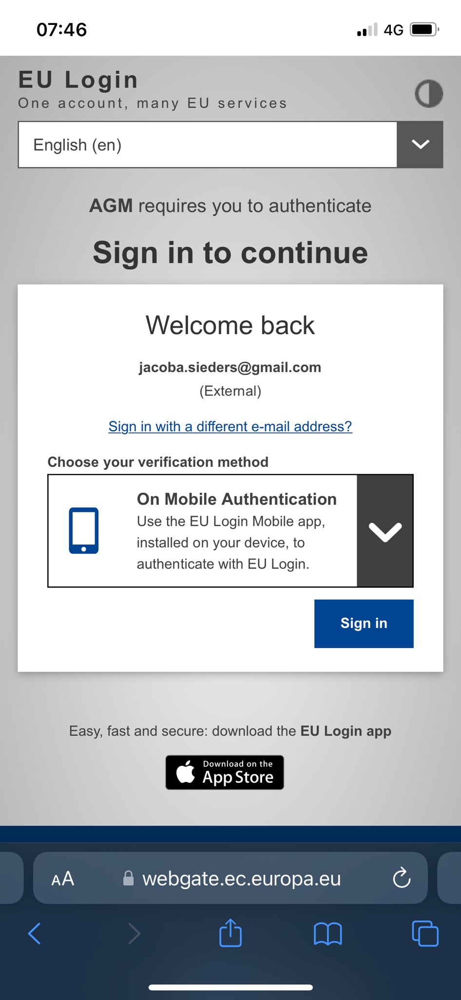 07:46
4G
EU Login
One account, many EU services
English (en)
AGM requires you to authenticate
Sign in to continue
Welcome back
jacoba.sieders@gmail.com
(External)
Sign in with a different e-mail address?
Choose your verification method
On Mobile Authentication
Use the EU Login Mobile app,
installed on your device, to
authenticate with EU Login.
Sign in
Easy, fast and secure: download the EU Login app
Download on the
App Store
AA
webgate.ec.europa.eu